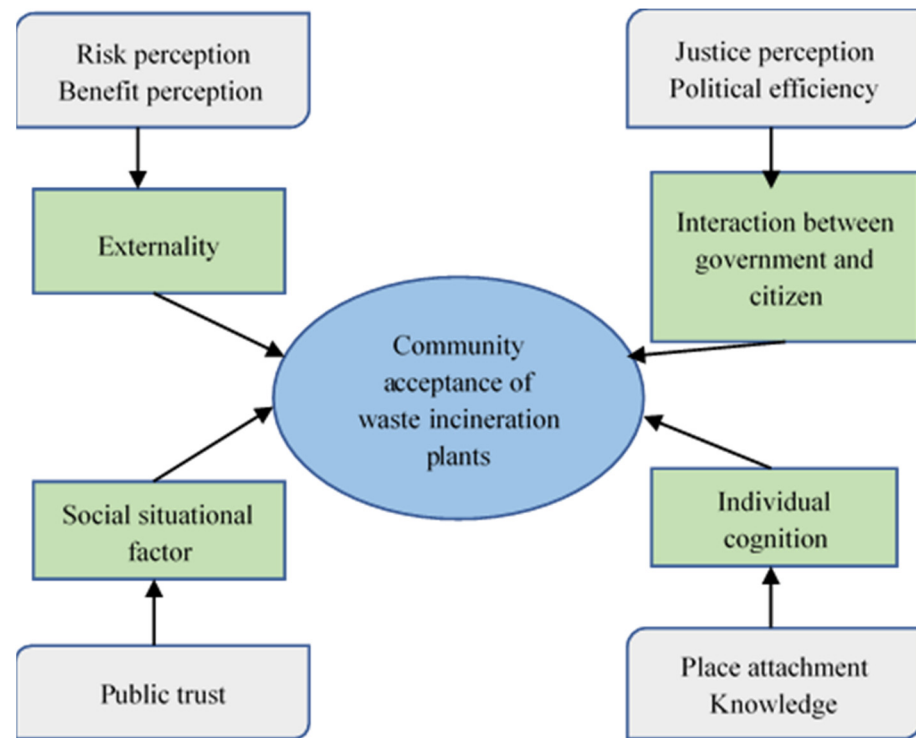 Risk perception
Benefit perception
Justice perception
Political efficiency
Externality
Interaction between
government and
citizen
Community
acceptance of
waste incineration
plants
Social situational
factor
Individual
cognition
Public trust
Place attachment
Knowledge